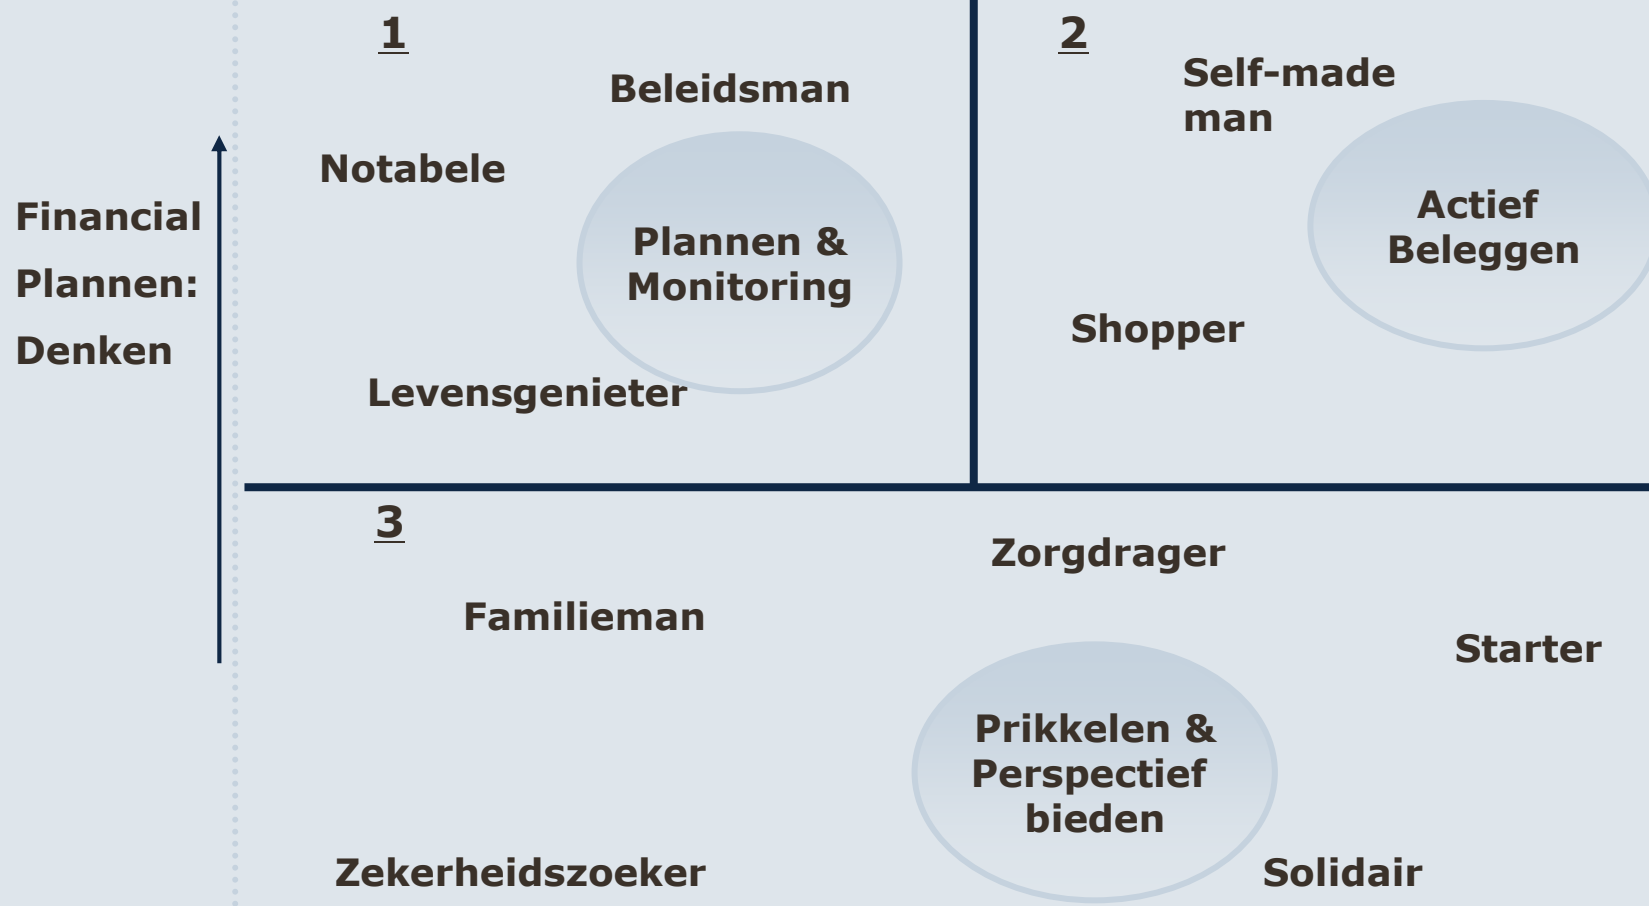 1
Beleidsman
Notabele
Plannen &
Monitoring
Levensgenieter
2
Self-made
man
Actief
Beleggen
Shopper
Financial
Plannen:
Denken
3
Zorgdrager
Familieman
Starter
Prikkelen &
Perspectief
bieden
Zekerheidszoeker
Solidair